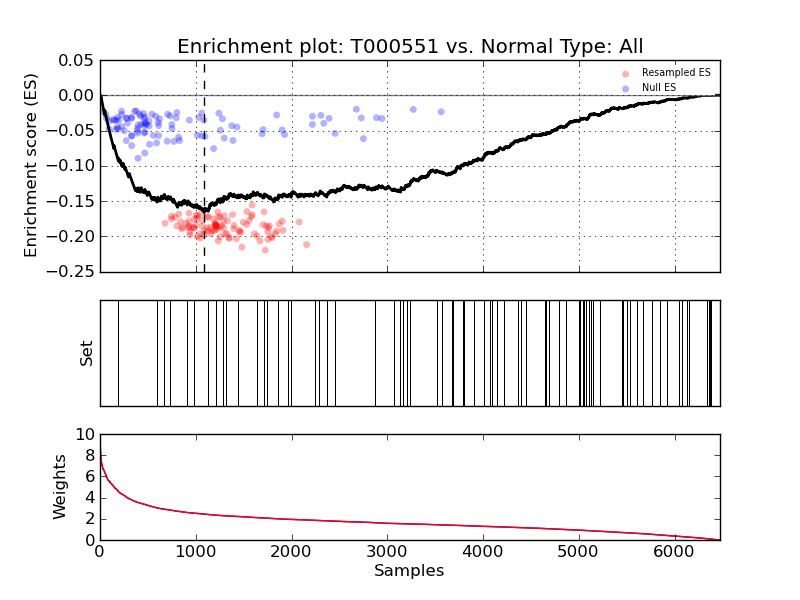 Enrichment plot: T000551 vs. Normal Type: All
Enrichment score (ES)
0.05
0.00
−0.05
−0.10
−0.15
−0.20
−0.25
Resampled ES
Null ES
Set
Weights
10
8
6
4
2
0
0 1000 2000 3000 4000 5000 6000
Samples